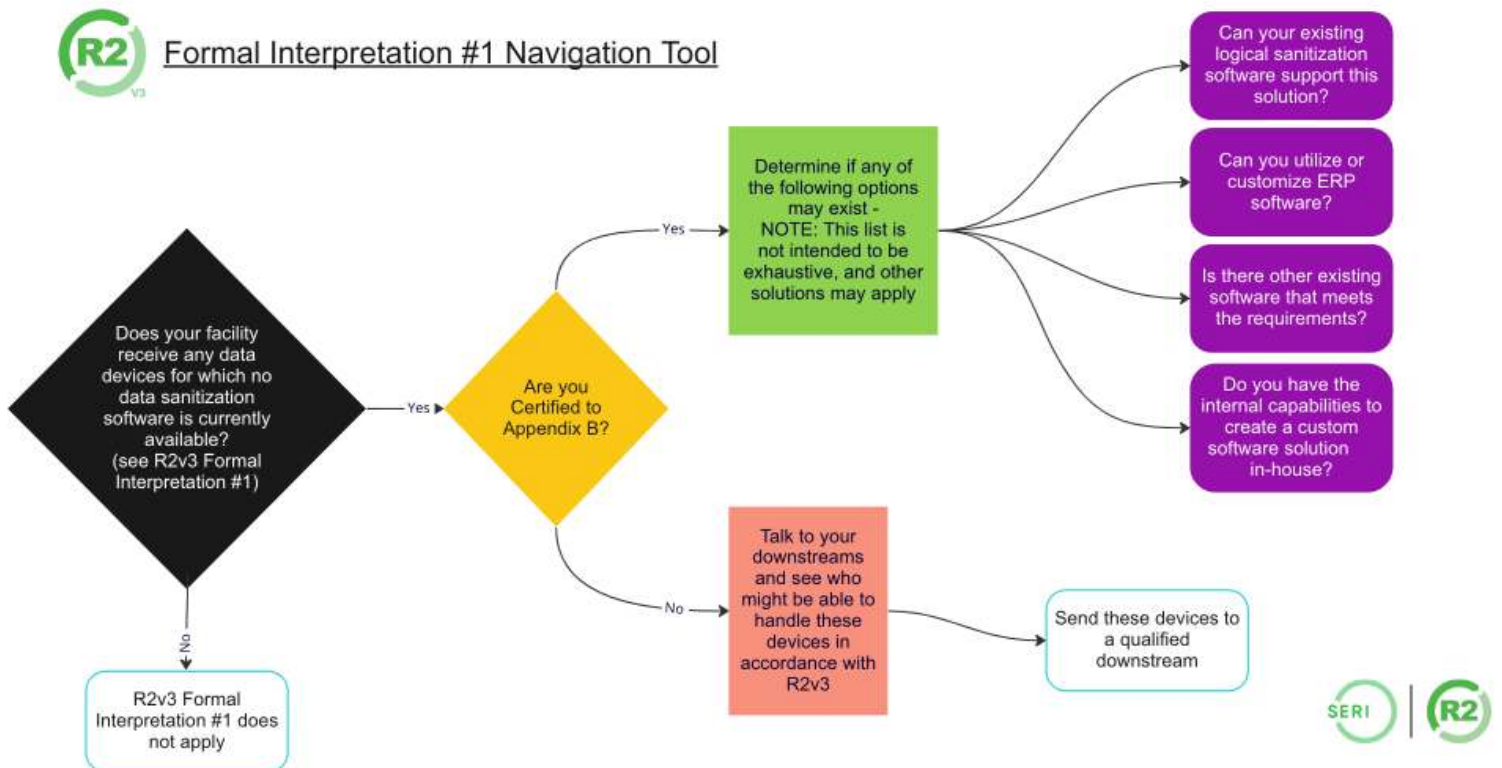 R2
V3
Formal Interpretation #1 Navigation Tool
Does your facility
receive any data
devices for which no
data sanitization
software is currently
available?
(see R2v3 Formal
Interpretation #1)
No
R2v3 Formal
Interpretation #1 does
not apply
Yes
Are you
Certified to
Appendix B?
Yes
Determine if any of
the following options
may exist -
NOTE: This list is
not intended to be
exhaustive, and other
solutions may apply
Can your existing
logical sanitization
software support this
solution?
Can you utilize or
customize ERP
software?
Is there other existing
software that meets
the requirements?
Do you have the
internal capabilities to
create a custom
software solution
in-house?
No
Talk to your
downstreams
and see who
might be able to
handle these
devices in
accordance with
R2v3
Send these devices to
a qualified
downstream
SERI
R2